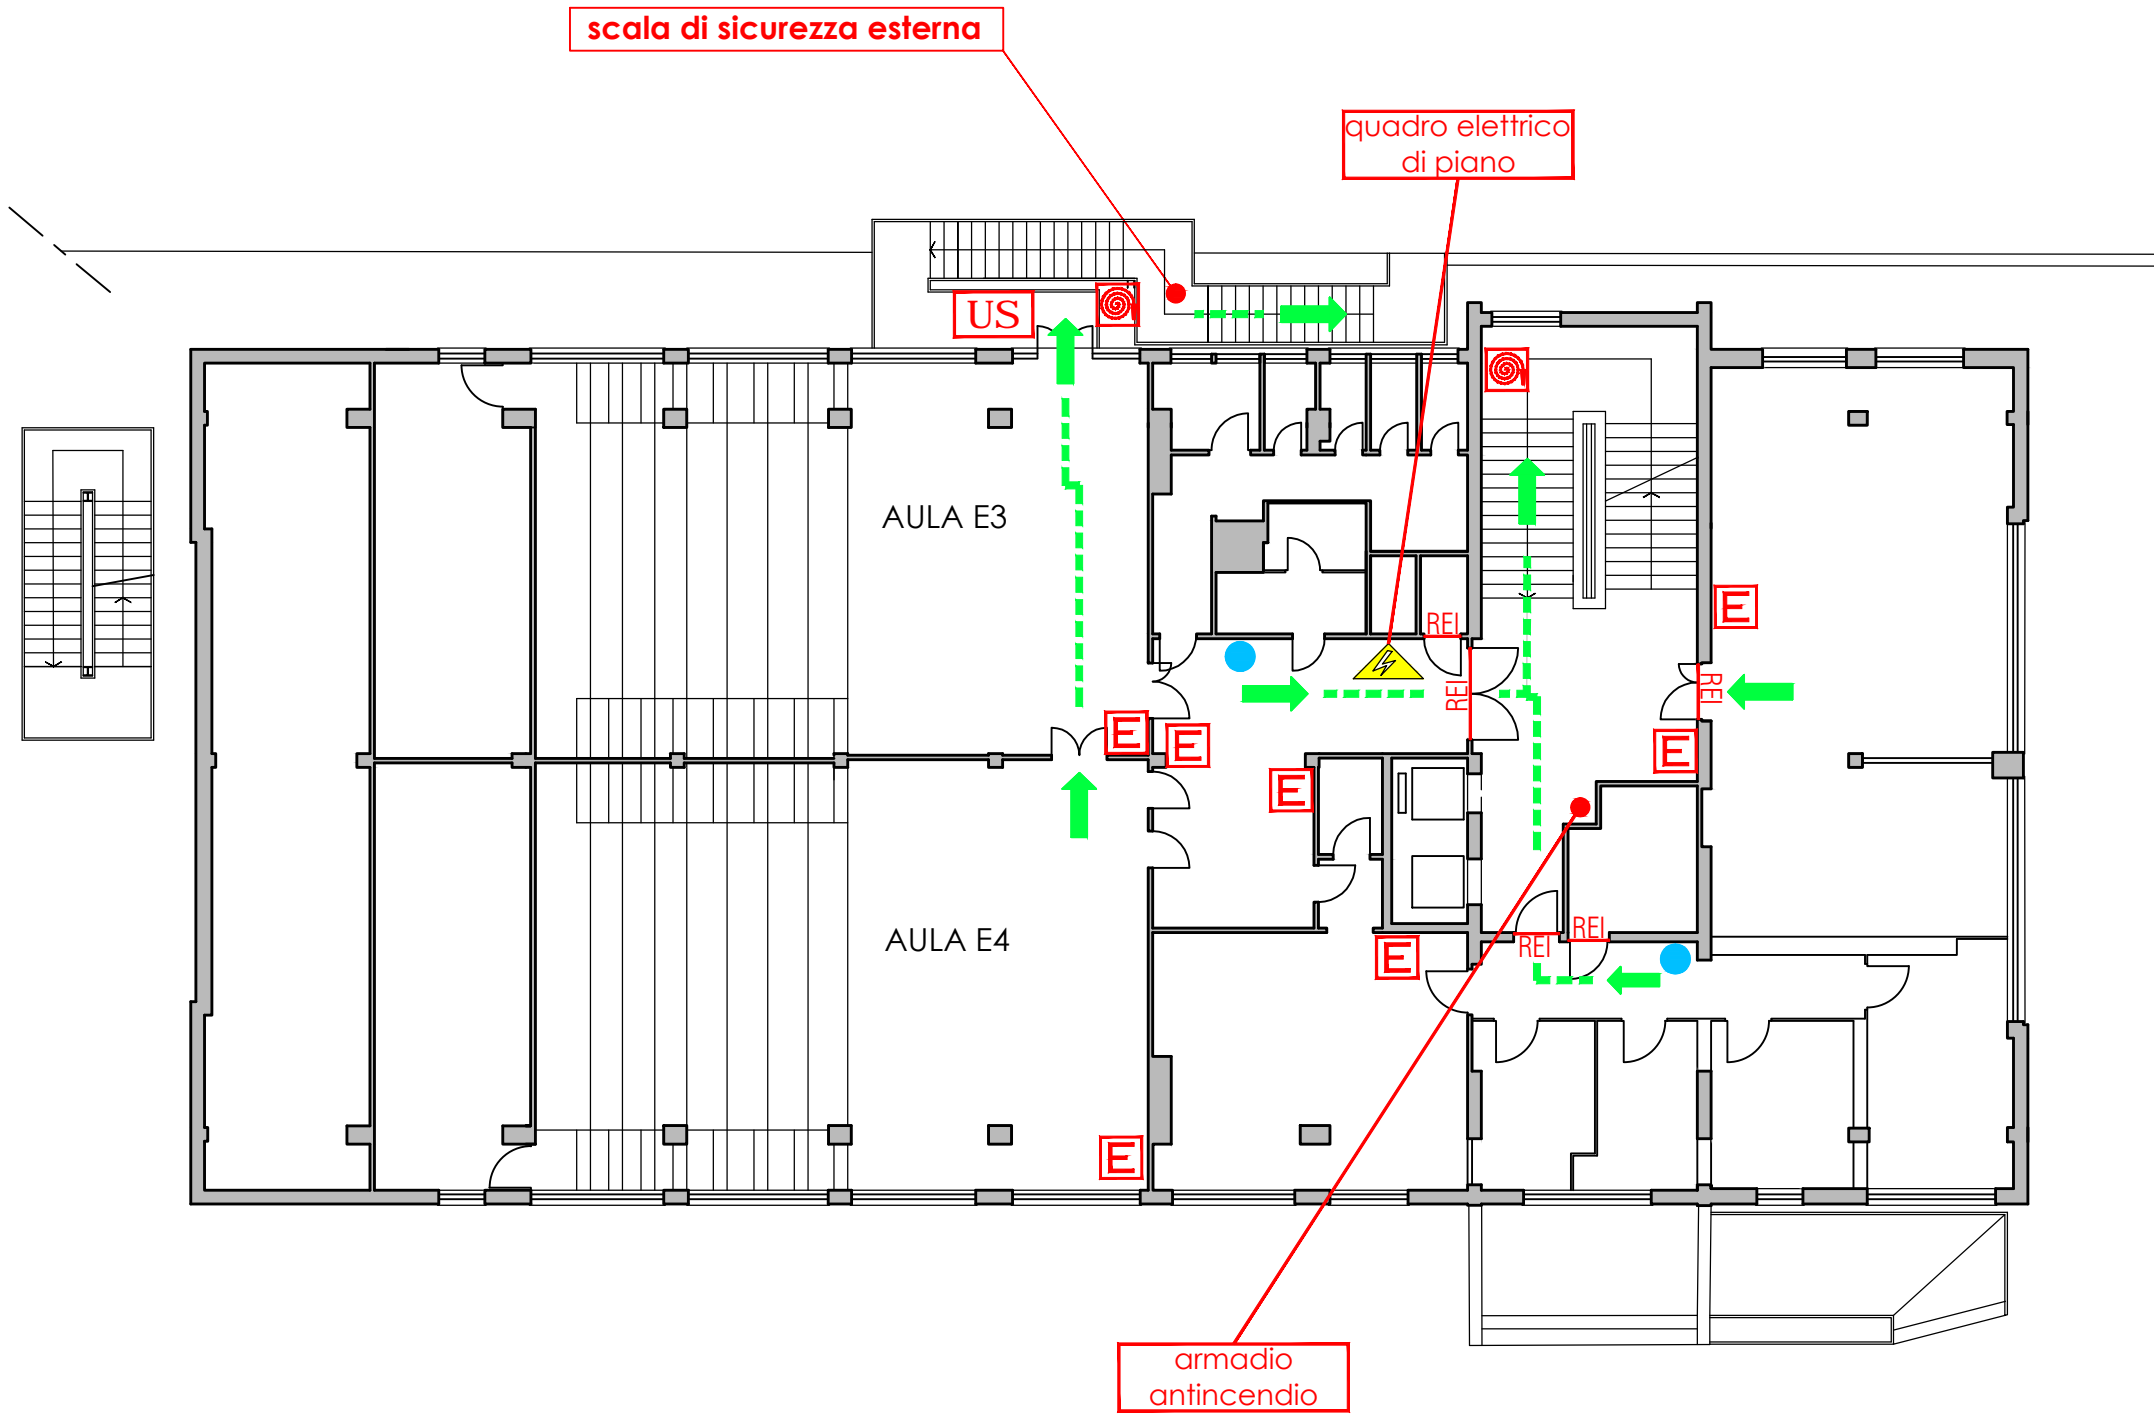 scala di sicurezza esterna
quadro elettrico
di piano
US
AULA E3
E
REI
REI
REI
E
E
E
E
AULA E4
REI
REI
E
E
armadio
antincendio